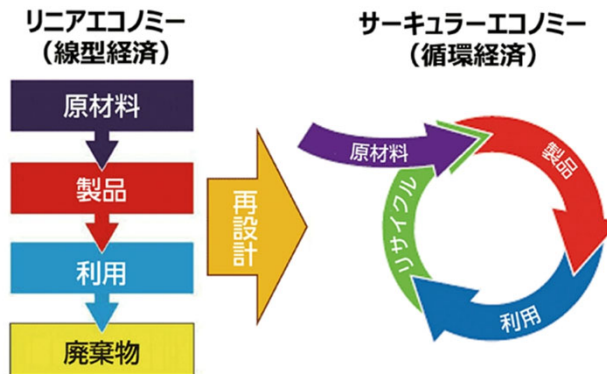 リニアエコノミー
（線型経済）
原材料
製品
利用
廃棄物
再設計
サーキュラーエコノミー
（循環経済）
原材料
製品
利用
リサイクル